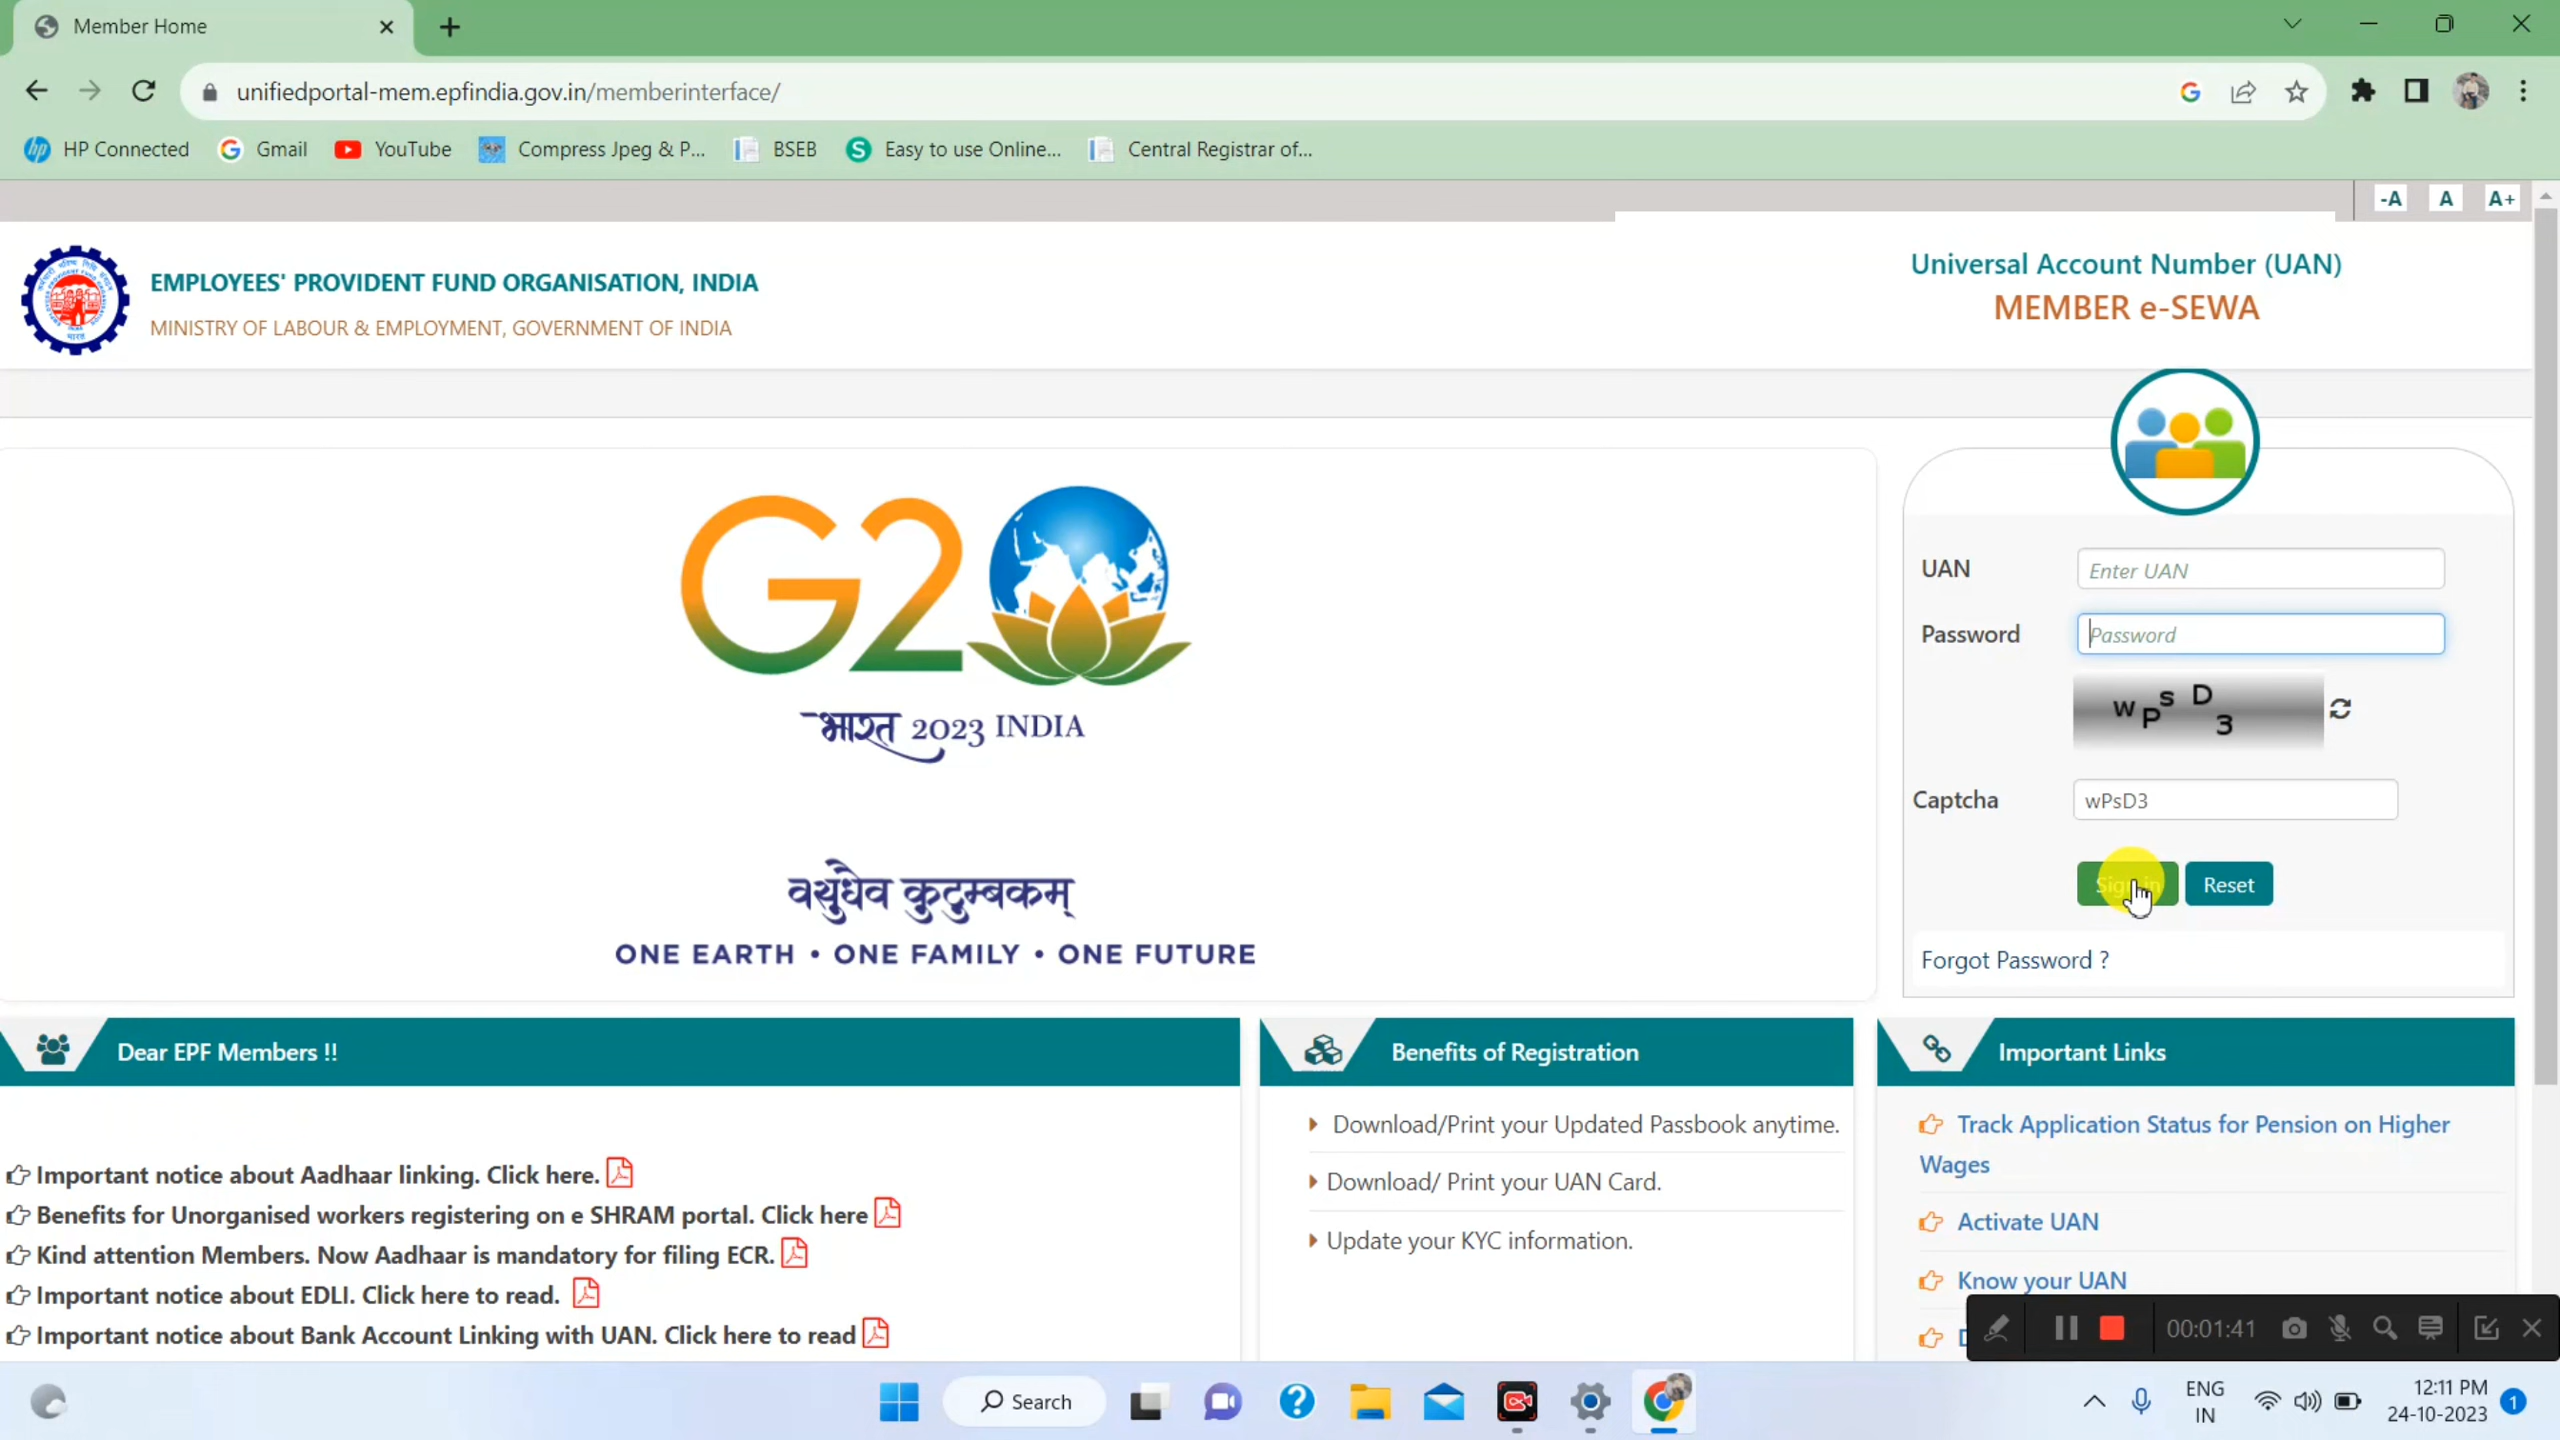 Member Home
unifiedportal-mem.epfindia.gov.in/memberinterface/
HP Connected
Gmail
YouTube
Compress Jpeg & P...
BSEB
Easy to use Online...
Central Registrar of...
-A A A+
EMPLOYEES' PROVIDENT FUND ORGANISATION, INDIA
MINISTRY OF LABOUR & EMPLOYMENT, GOVERNMENT OF INDIA
Universal Account Number (UAN)
MEMBER e-SEWA
G20
भारत 2023 INDIA
वसुधैव कुटुम्बकम्
ONE EARTH • ONE FAMILY • ONE FUTURE
UAN
Enter UAN
Password
Password
wPsD3
Captcha
wPsD3
Sign in
Reset
Forgot Password ?
Dear EPF Members !!
Important notice about Aadhaar linking. Click here.
Benefits for Unorganised workers registering on e SHRAM portal. Click here
Kind attention Members. Now Aadhaar is mandatory for filing ECR.
Important notice about EDLI. Click here to read.
Important notice about Bank Account Linking with UAN. Click here to read
Benefits of Registration
Download/Print your Updated Passbook anytime.
Download/ Print your UAN Card.
Update your KYC information.
Important Links
Track Application Status for Pension on Higher
Wages
Activate UAN
Know your UAN
00:01:41
Search
ENG
IN
12:11 PM
24-10-2023
1